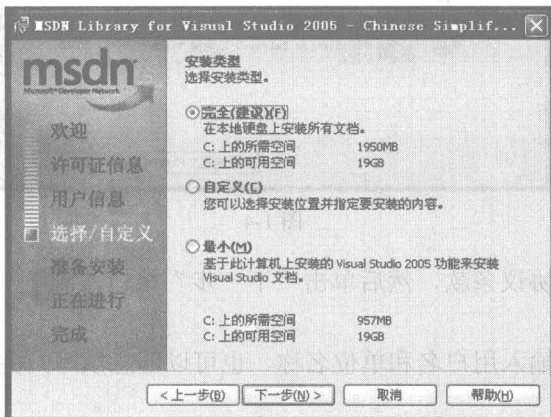 MSDN Library for Visual Studio 2005 - Chinese Simplif...
msdn
Microsoft Developer Network
欢迎
许可证信息
用户信息
选择/自定义
准备安装
正在进行
完成
安装类型
选择安装类型。
完全(建议)(F)
在本地硬盘上安装所有文档。
C: 上的所需空间 1950MB
C: 上的可用空间 19GB
自定义(C)
您可以选择安装位置并指定要安装的内容。
最小(M)
基于此计算机上安装的 Visual Studio 2005 功能来安装
Visual Studio 文档。
C: 上的所需空间 957MB
C: 上的可用空间 19GB
<上一步(B) 下一步(N)> 取消 帮助(H)